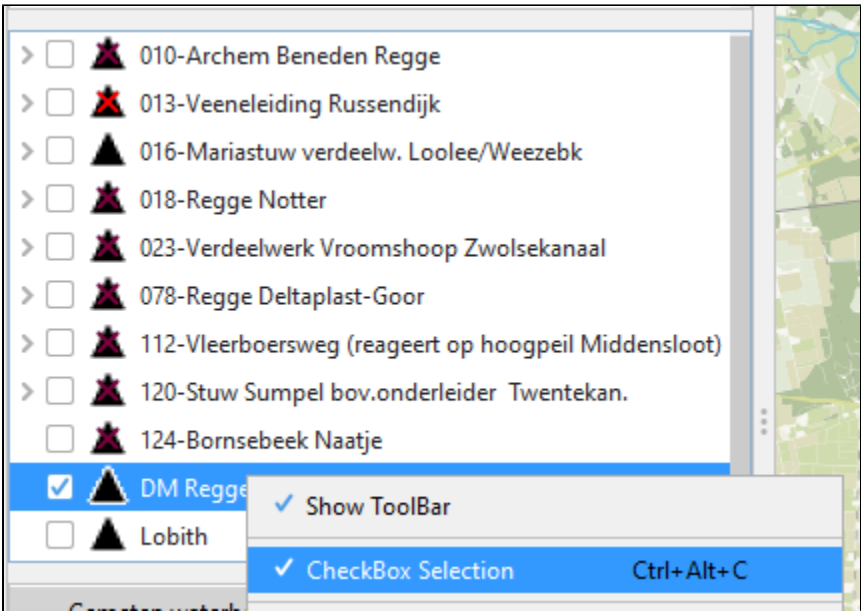 010-Archem Beneden Regge
013-Veeneleiding Russendijk
016-Mariastuw verdeelw. Loolee/Weezebk
018-Regge Notter
023-Verdeelwerk Vroomshoop Zwolsekanaal
078-Regge Deltaplast-Goor
112-Vleerboersweg (reageert op hoogpeil Middensloot)
120-Stuw Sumpel bov.onderleider  Twentekan.
124-Bornsebeek Naatje
DM Regge
Show ToolBar
Lobith
CheckBox Selection Ctrl+Alt+C